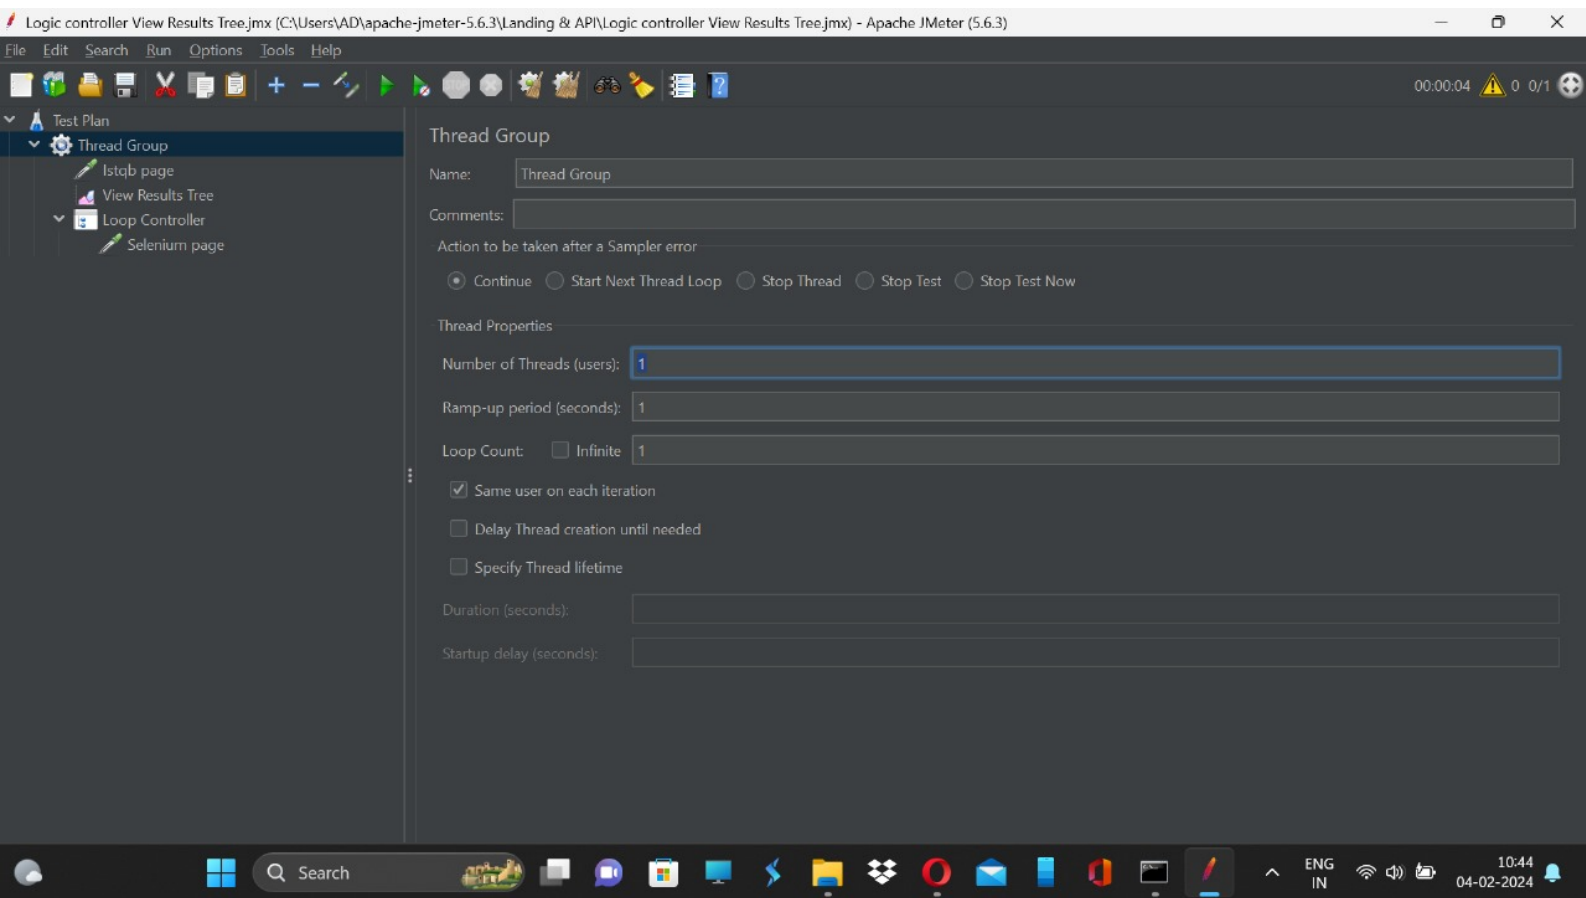 Logic controller View Results Tree.jmx (C:\Users\AD\apache-jmeter-5.6.3\Landing & API\Logic controller View Results Tree.jmx) - Apache JMeter (5.6.3)
File Edit Search Run Options Tools Help
STOP
?
00:00:04 0 0/1
Test Plan
Thread Group
Istqb page
View Results Tree
Loop Controller
Selenium page
Thread Group
Name: Thread Group
Comments:
Action to be taken after a Sampler error
Continue Start Next Thread Loop Stop Thread Stop Test Stop Test Now
Thread Properties
Number of Threads (users): 1
Ramp-up period (seconds): 1
Loop Count: Infinite 1
Same user on each iteration
Delay Thread creation until needed
Specify Thread lifetime
Duration (seconds):
Startup delay (seconds):
Search
ENG
IN
10:44
04-02-2024